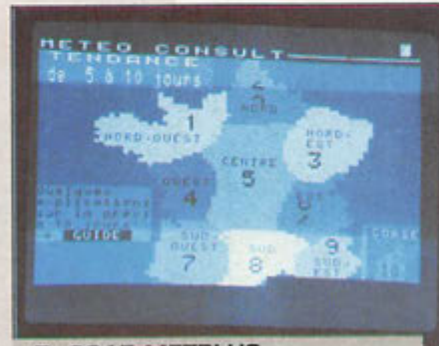 METEO CONSULT
TENDANCE
de 5 à 10 jours
2
NORD
1
NORD-OUEST
NORD-
EST
3
CENTRE
5
OUEST
4
GUIDE
SUD-
OUEST
7
SUD
8
9
SUD-
EST
CORSE
10